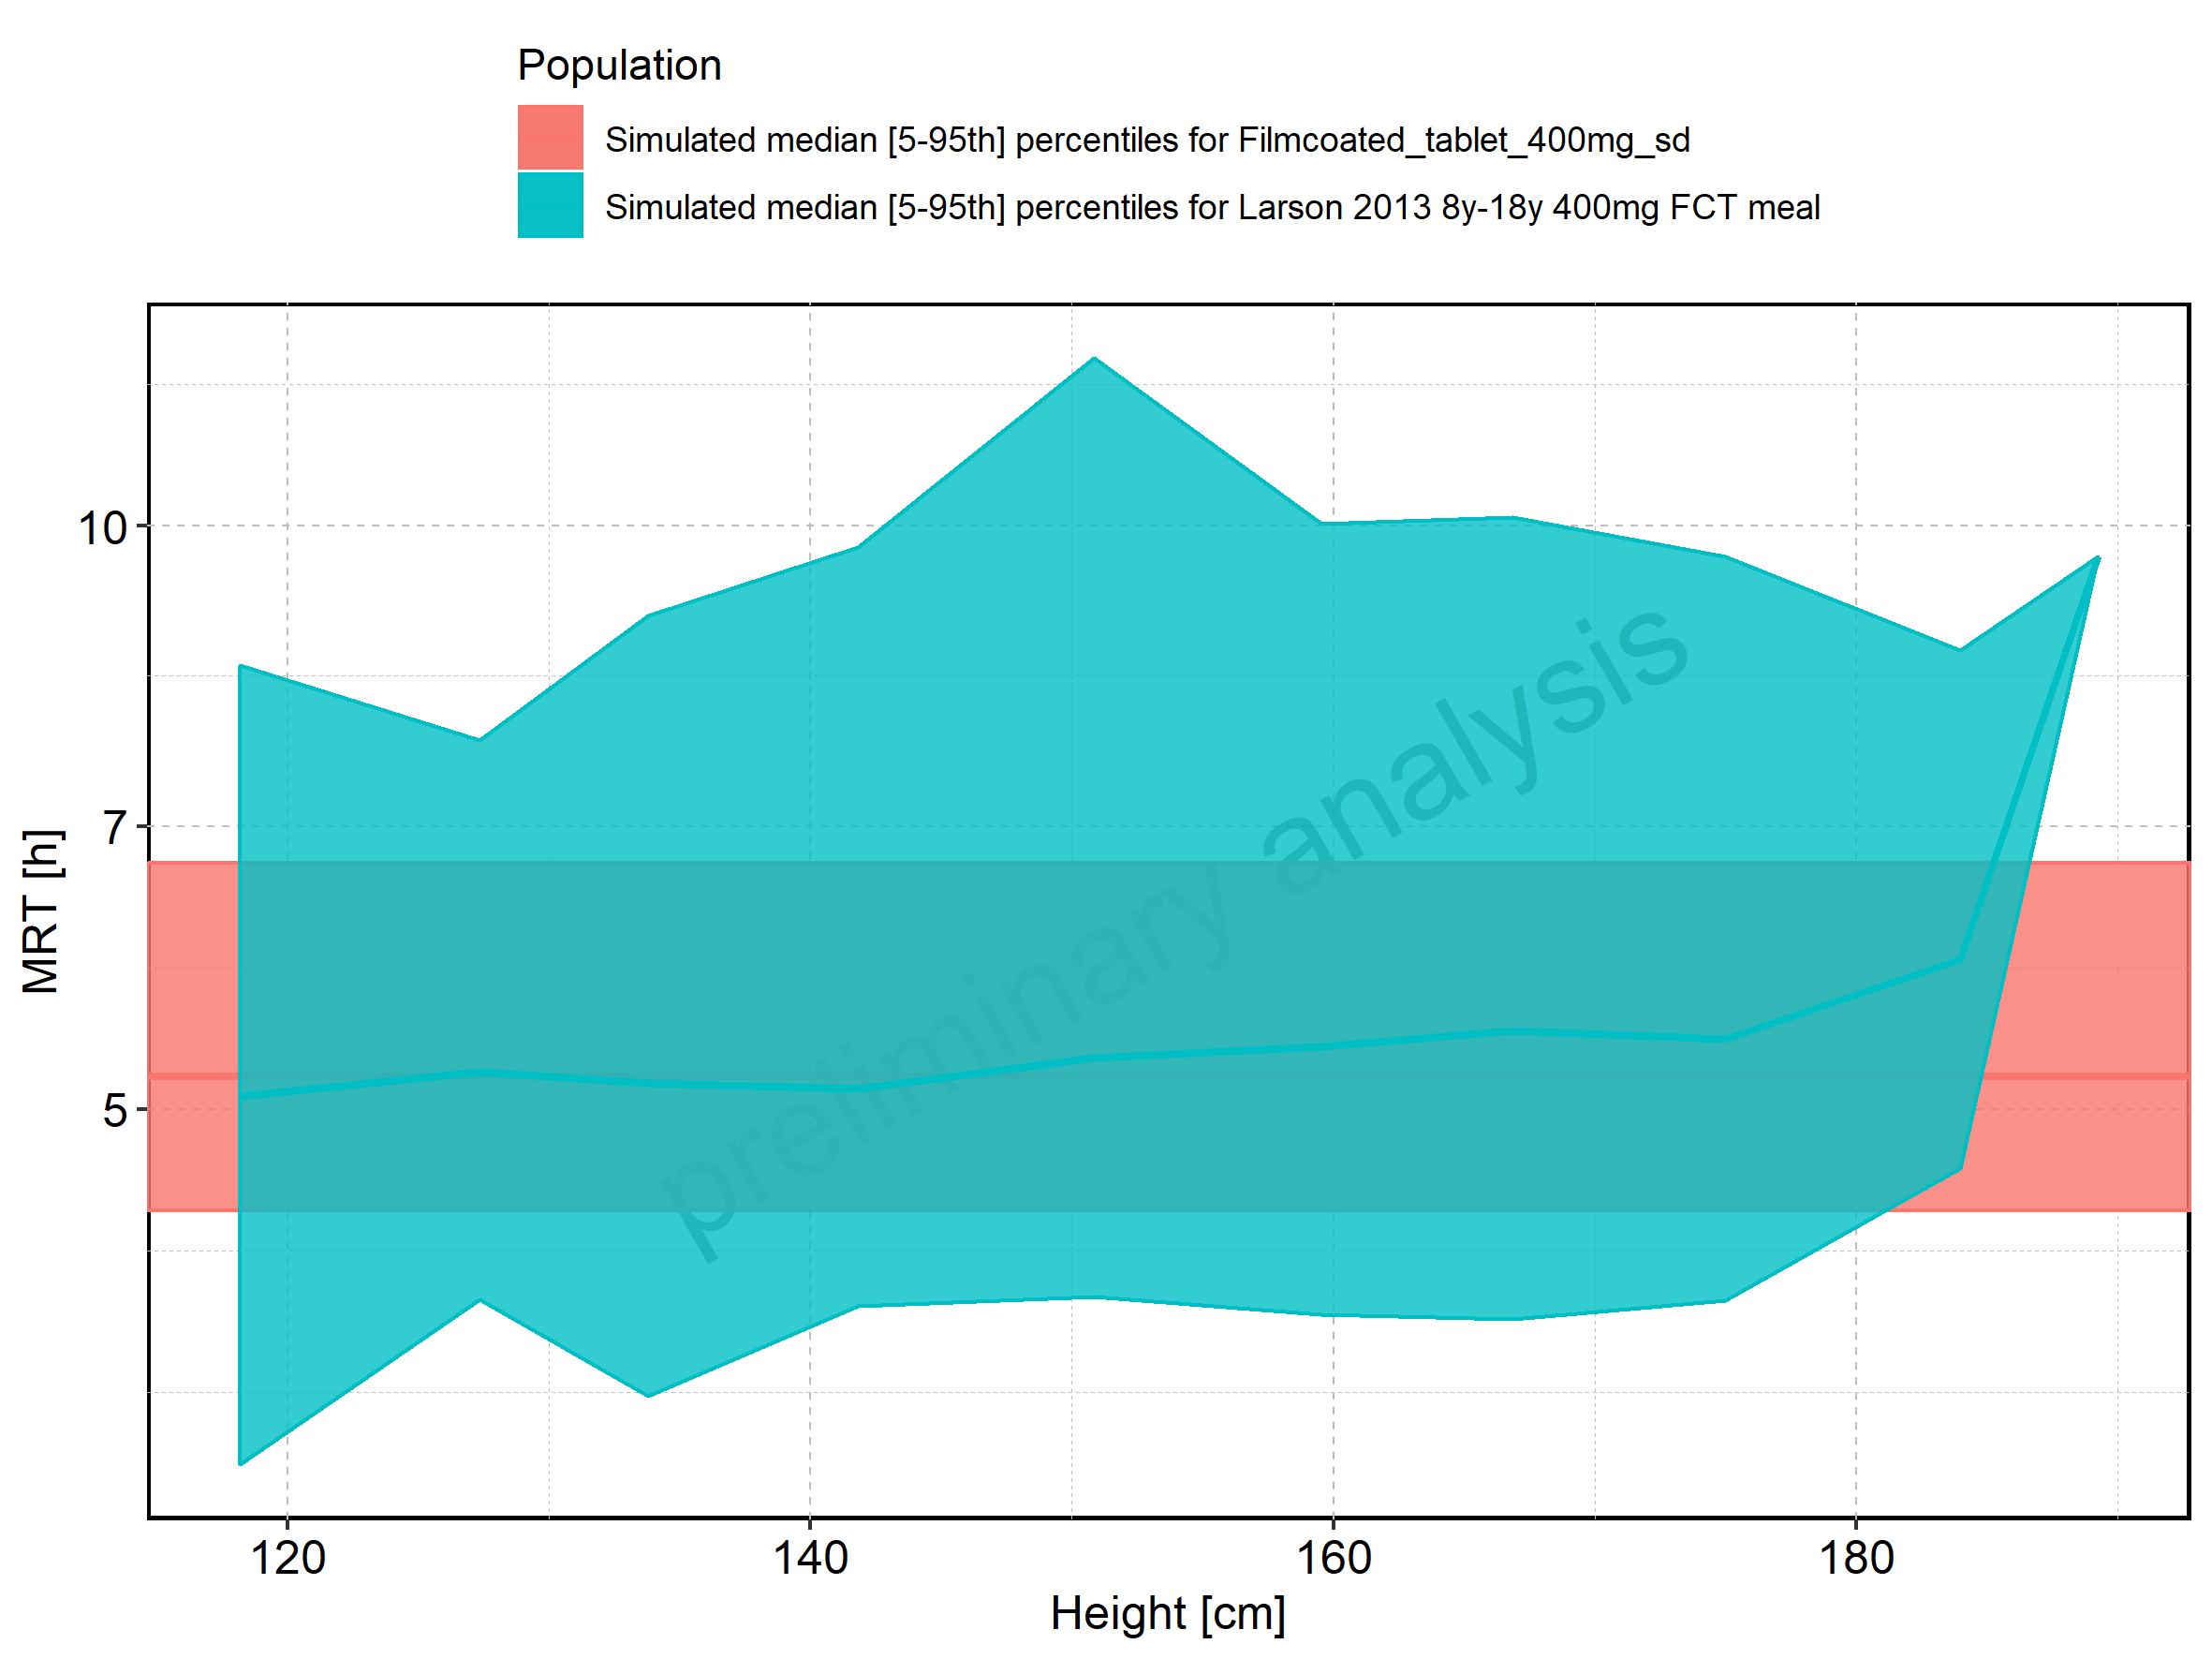 Population
Simulated median [5-95th] percentiles for Filmcoated_tablet_400mg_sd
Simulated median [5-95th] percentiles for Larson 2013 8y-18y 400mg FCT meal
10
7
5
MRT [h]
preliminary analysis
120 140 160 180
Height [cm]